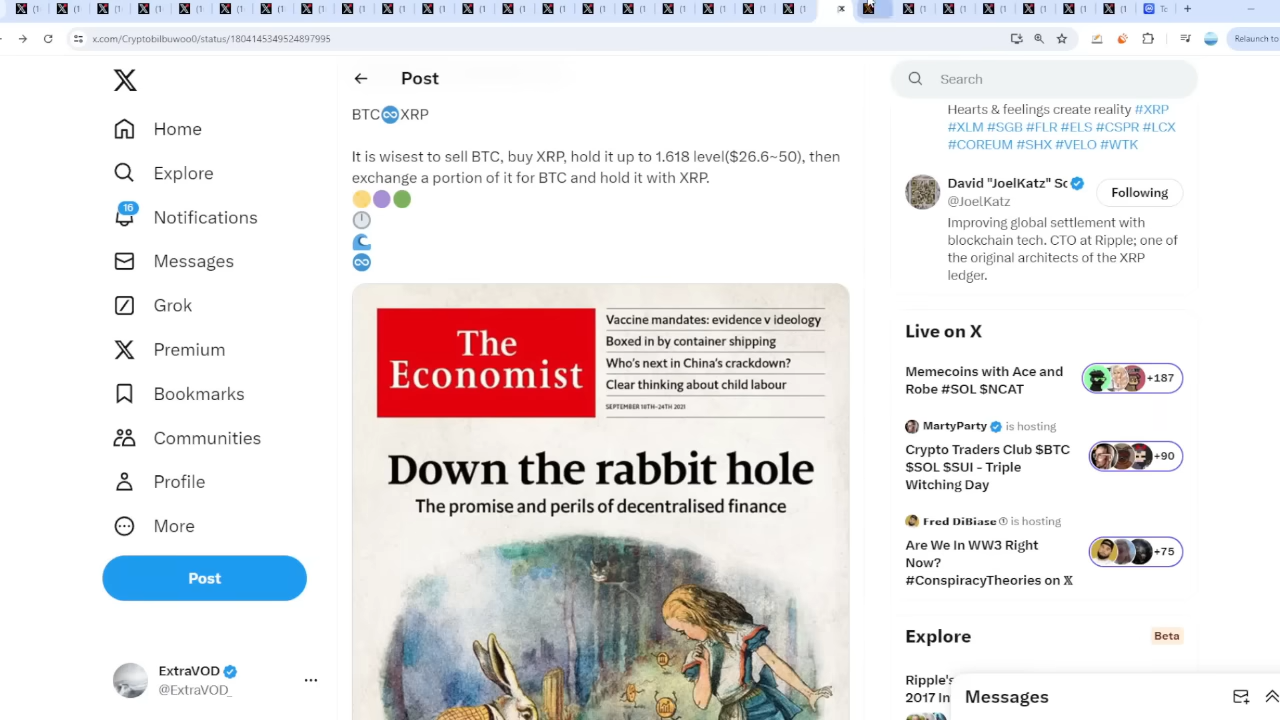 x.com/Cryptobilbuwoo0/status/1804145349524897995
Relaunch to
Post
Search
Home
Explore
16
Notifications
Messages
Grok
Premium
Bookmarks
Communities
Profile
More
Post
ExtraVOD
@ExtraVOD_
BTC♾️XRP
It is wisest to sell BTC, buy XRP, hold it up to 1.618 level($26.6~50), then
exchange a portion of it for BTC and hold it with XRP.
The
Economist
Vaccine mandates: evidence v ideology
Boxed in by container shipping
Who's next in China's crackdown?
Clear thinking about child labour
SEPTEMBER 18TH–24TH 2021
Down the rabbit hole
The promise and perils of decentralised finance
Hearts & feelings create reality #XRP
#XLM #SGB #FLR #ELS #CSPR #LCX
#COREUM #SHX #VELO #WTK
David "JoelKatz" Sc
@JoelKatz
Following
Improving global settlement with
blockchain tech. CTO at Ripple; one of
the original architects of the XRP
ledger.
Live on X
Memecoins with Ace and
Robe #SOL $NCAT
+187
MartyParty is hosting
Crypto Traders Club $BTC
$SOL $SUI - Triple
Witching Day
+90
Fred DiBiase is hosting
Are We In WW3 Right
Now?
#ConspiracyTheories on 𝕏
+75
Explore
Beta
Ripple's
2017 In
Messages